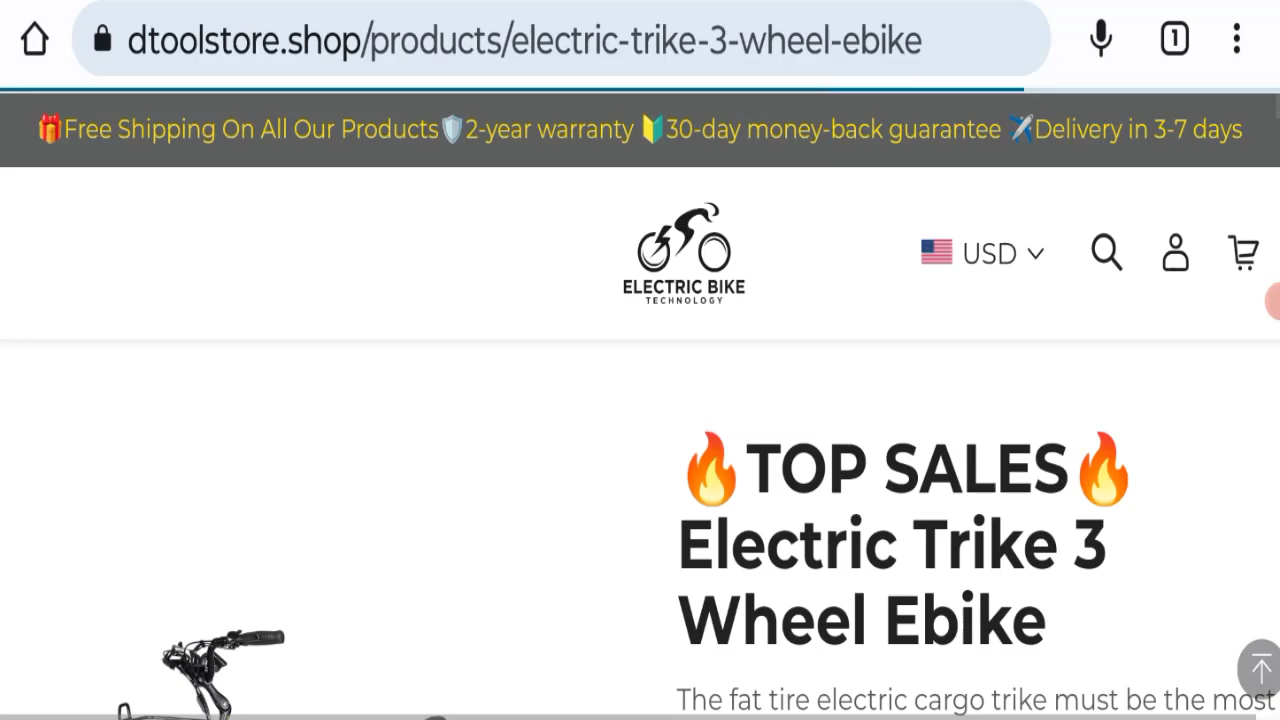 dtoolstore.shop/products/electric-trike-3-wheel-ebike
1
🎁Free Shipping On All Our Products🛡️2-year warranty 🔰30-day money-back guarantee ✈️Delivery in 3-7 days
ELECTRIC BIKE
TECHNOLOGY
USD
🔥TOP SALES🔥
Electric Trike 3
Wheel Ebike
The fat tire electric cargo trike must be the most